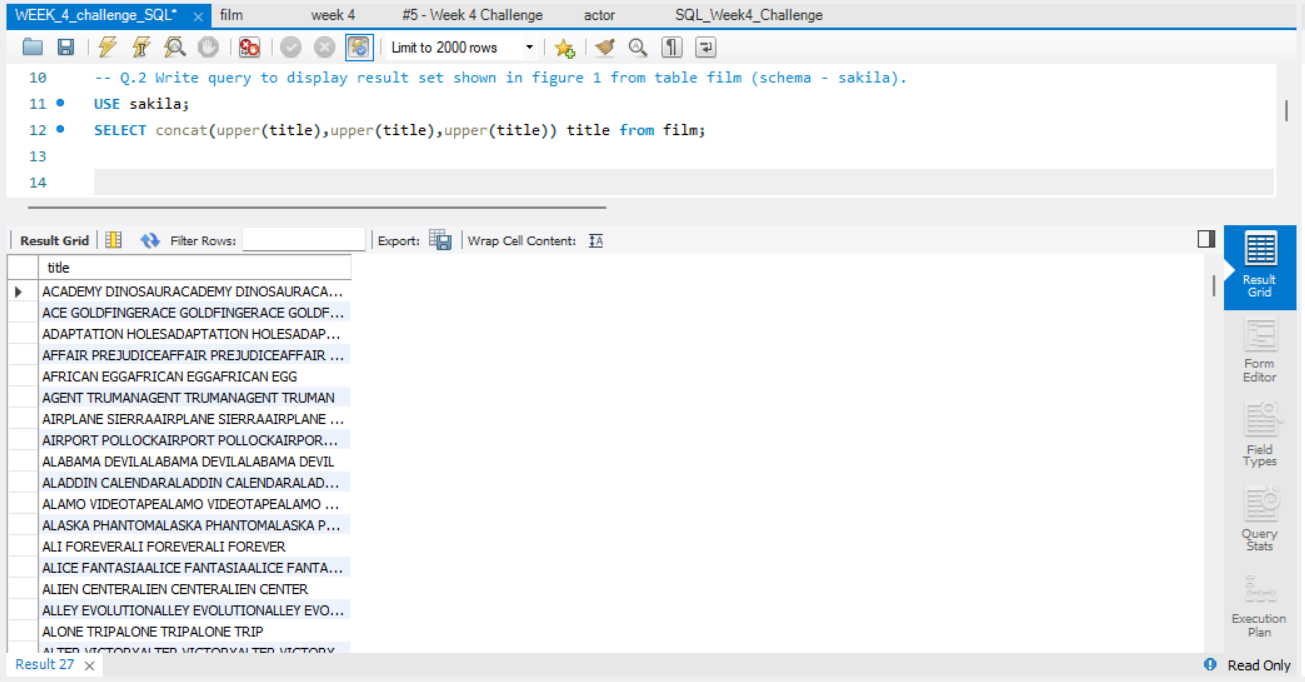 WEEK_4_challenge_SQL* × film week 4 #5 - Week 4 Challenge actor SQL_Week4_Challenge
Limit to 2000 rows
10 -- Q.2 Write query to display result set shown in figure 1 from table film (schema - sakila).
11 USE sakila;
12 SELECT concat(upper(title),upper(title),upper(title)) title from film;
13
14
Result Grid Filter Rows: Export: Wrap Cell Content: IA
title
ACADEMY DINOSAURACADEMY DINOSAURACA...
ACE GOLDFINGERACE GOLDFINGERACE GOLDF...
ADAPTATION HOLESADAPTATION HOLESADAP...
AFFAIR PREJUDICEAFFAIR PREJUDICEAFFAIR ...
AFRICAN EGGAFRICAN EGGAFRICAN EGG
AGENT TRUMANAGENT TRUMANAGENT TRUMAN
AIRPLANE SIERRAAIRPLANE SIERRAAIRPLANE ...
AIRPORT POLLOCKAIRPORT POLLOCKAIRPOR...
ALABAMA DEVILALABAMA DEVILALABAMA DEVIL
ALADDIN CALENDARALADDIN CALENDARALAD...
ALAMO VIDEOTAPEALAMO VIDEOTAPEALAMO ...
ALASKA PHANTOMALASKA PHANTOMALASKA P...
ALI FOREVERALI FOREVERALI FOREVER
ALICE FANTASIAALICE FANTASIAALICE FANTA...
ALIEN CENTERALIEN CENTERALIEN CENTER
ALLEY EVOLUTIONALLEY EVOLUTIONALLEY EVO...
ALONE TRIPALONE TRIPALONE TRIP
ALTER VICTORYALTER VICTORYALTER VICTORY
Result
Grid
Form
Editor
Field
Types
Query
Stats
Execution
Plan
Result 27 × Read Only